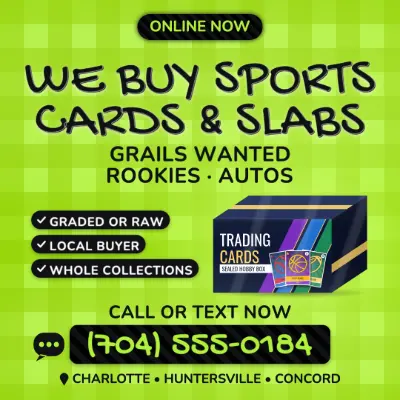 ONLINE NOW
WE BUY SPORTS
CARDS & SLABS
GRAILS WANTED
ROOKIES · AUTOS
✓ GRADED OR RAW
✓ LOCAL BUYER
✓ WHOLE COLLECTIONS
TRADING
CARDS
SEALED HOBBY BOX
CALL OR TEXT NOW
(704) 555-0184
CHARLOTTE • HUNTERSVILLE • CONCORD